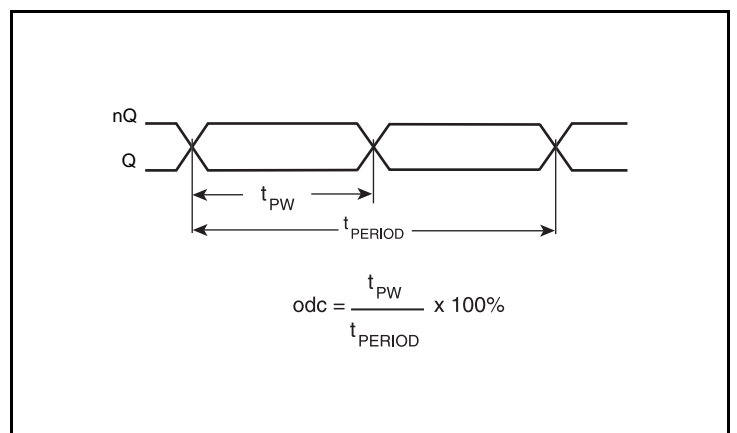 nQ
Q
tPW
tPERIOD
odc = tPW / tPERIOD x 100%